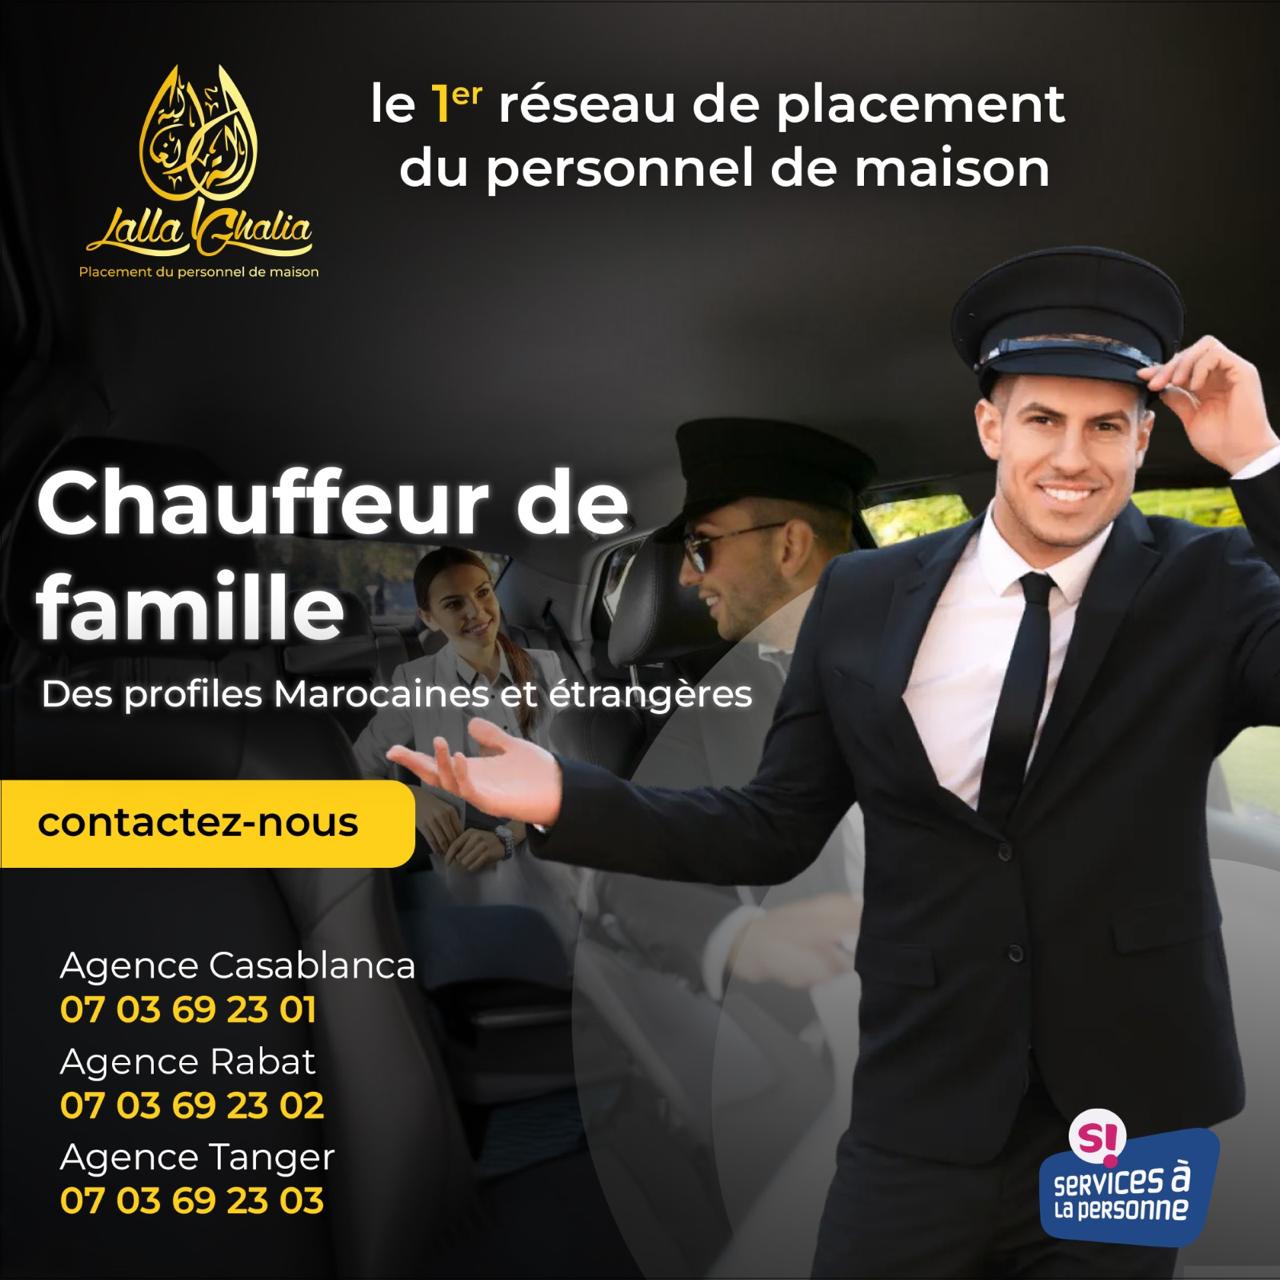 Lalla Ghalia
Placement du personnel de maison
le 1er réseau de placement
du personnel de maison
Chauffeur de
famille
Des profiles Marocaines et étrangères
contactez-nous
Agence Casablanca
07 03 69 23 01
Agence Rabat
07 03 69 23 02
Agence Tanger
07 03 69 23 03
S!
services à
la personne